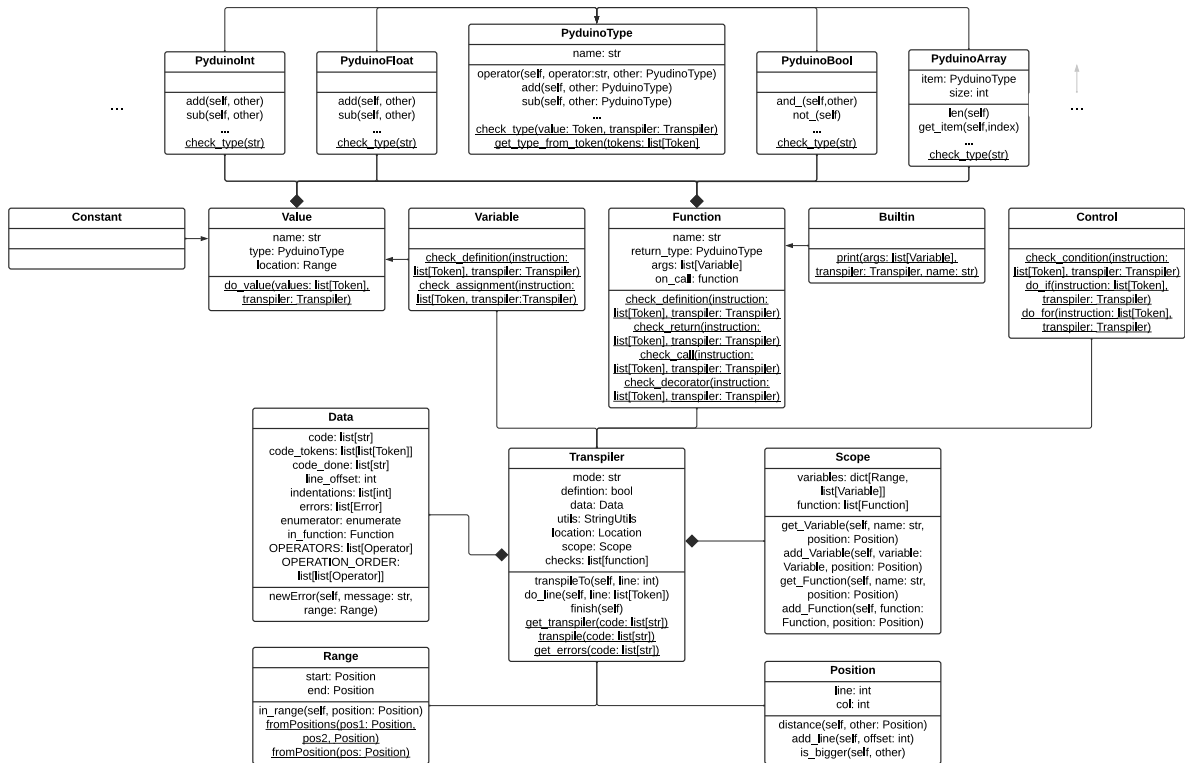 PyduinoType
name: str
operator(self, operator:str, other: PyudinoType)
add(self, other: PyduinoType)
sub(self, other: PyduinoType)
...
check_type(value: Token, transpiler: Transpiler)
get_type_from_token(tokens: list[Token]
...
PyduinoInt
add(self, other)
sub(self, other)
...
check_type(str)
PyduinoFloat
add(self, other)
sub(self, other)
...
check_type(str)
PyduinoBool
and_(self,other)
not_(self)
...
check_type(str)
PyduinoArray
item: PyduinoType
size: int
len(self)
get_item(self,index)
...
check_type(str)
...
Constant
Value
name: str
type: PyduinoType
location: Range
do_value(values: list[Token],
transpiler: Transpiler)
Variable
check_definition(instruction:
list[Token], transpiler: Transpiler)
check_assignment(instruction:
list[Token, transpiler:Transpiler)
Function
name: str
return_type: PyduinoType
args: list[Variable]
on_call: function
check_definition(instruction:
list[Token], transpiler: Transpiler)
check_return(instruction:
list[Token], transpiler: Transpiler)
check_call(instruction:
list[Token], transpiler: Transpiler)
check_decorator(instruction:
list[Token], transpiler: Transpiler)
Builtin
print(args: list[Variable],
transpiler: Transpiler, name: str)
Control
check_condition(instruction:
list[Token], transpiler: Transpiler)
do_if(instruction: list[Token],
transpiler: Transpiler)
do_for(instruction: list[Token],
transpiler: Transpiler)
Data
code: list[str]
code_tokens: list[list[Token]]
code_done: list[str]
line_offset: int
indentations: list[int]
errors: list[Error]
enumerator: enumerate
in_function: Function
OPERATORS: list[Operator]
OPERATION_ORDER:
list[list[Operator]]
newError(self, message: str,
range: Range)
Transpiler
mode: str
defintion: bool
data: Data
utils: StringUtils
location: Location
scope: Scope
checks: list[function]
transpileTo(self, line: int)
do_line(self, line: list[Token])
finish(self)
get_transpiler(code: list[str])
transpile(code: list[str])
get_errors(code: list[str])
Scope
variables: dict[Range,
list[Variable]]
function: list[Function]
get_Variable(self, name: str,
position: Position)
add_Variable(self, variable:
Variable, position: Position)
get_Function(self, name: str,
position: Position)
add_Function(self, function:
Function, position: Position)
Range
start: Position
end: Position
in_range(self, position: Position)
fromPositions(pos1: Position,
pos2, Position)
fromPosition(pos: Position)
Position
line: int
col: int
distance(self, other: Position)
add_line(self, offset: int)
is_bigger(self, other)